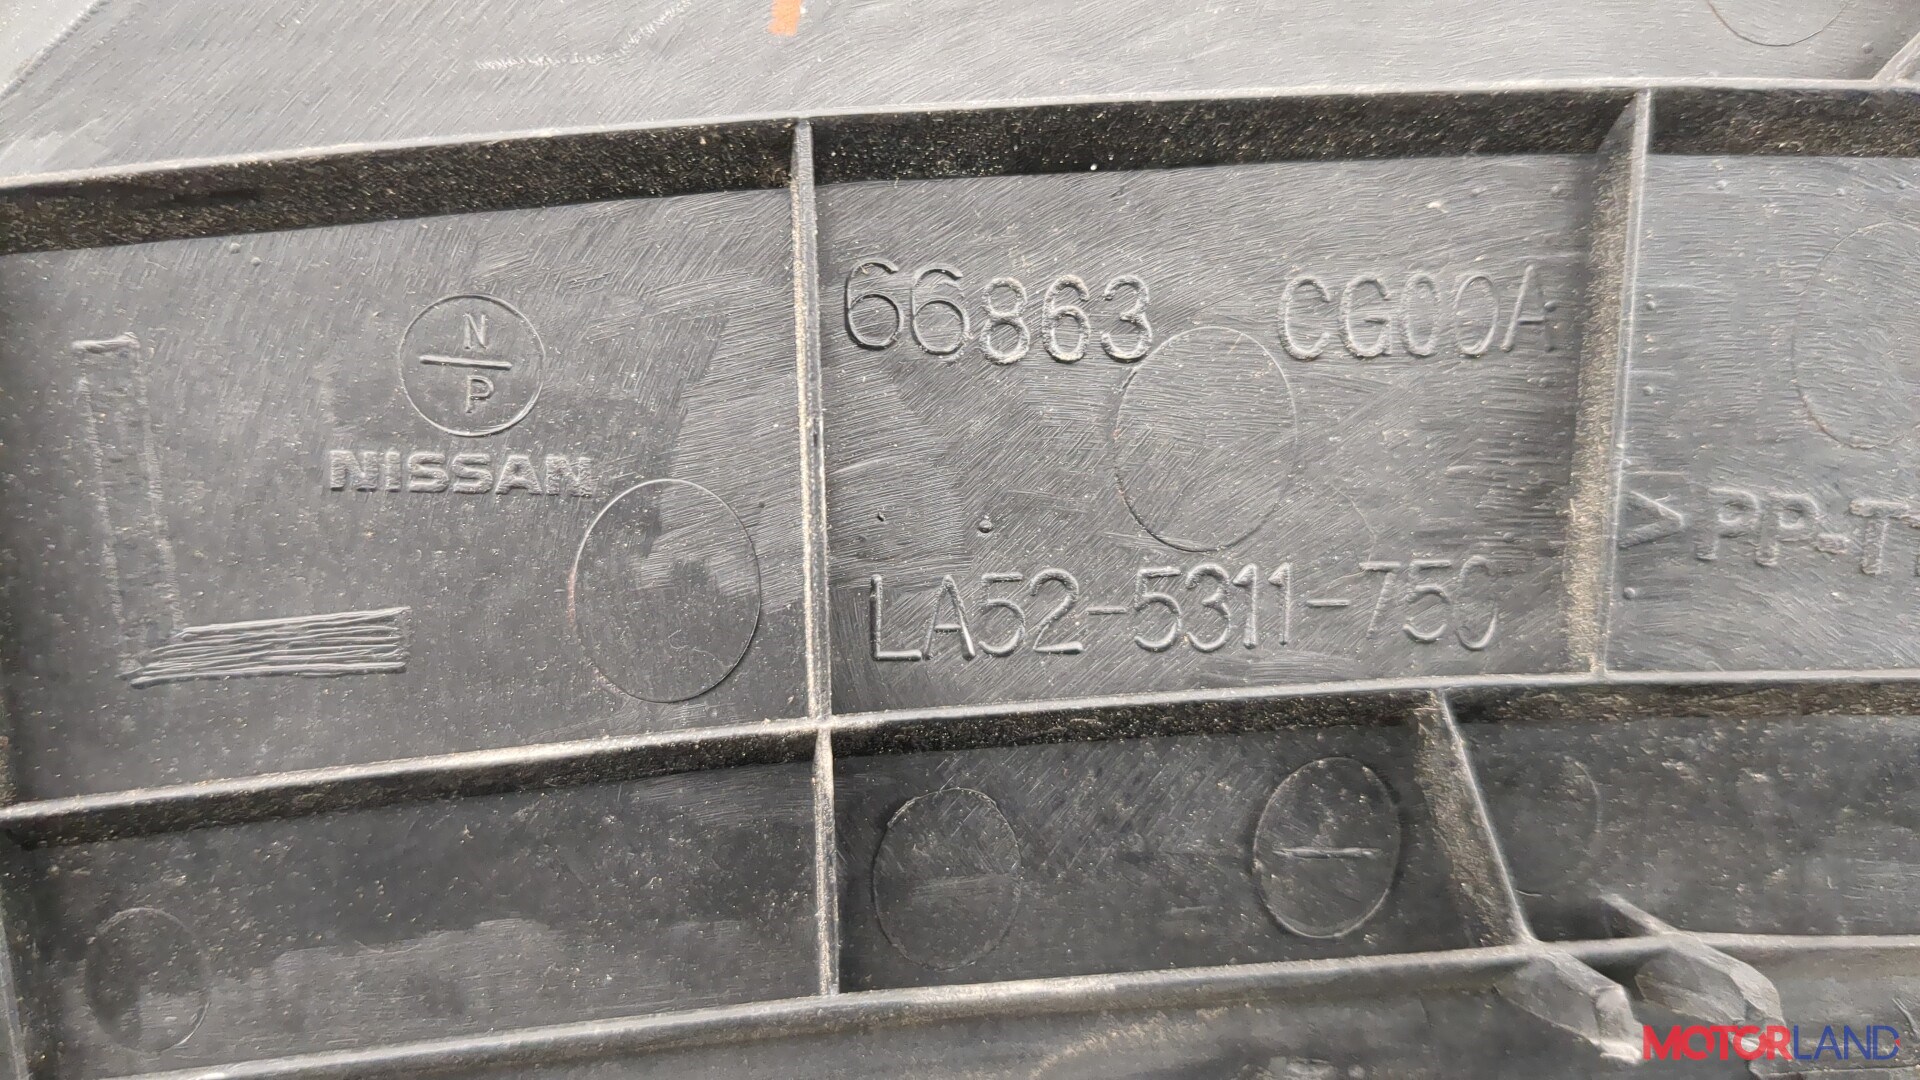 N
P
NISSAN
L
66863 CG00A
LA52-5311-750
>PP-T
MOTORLAND